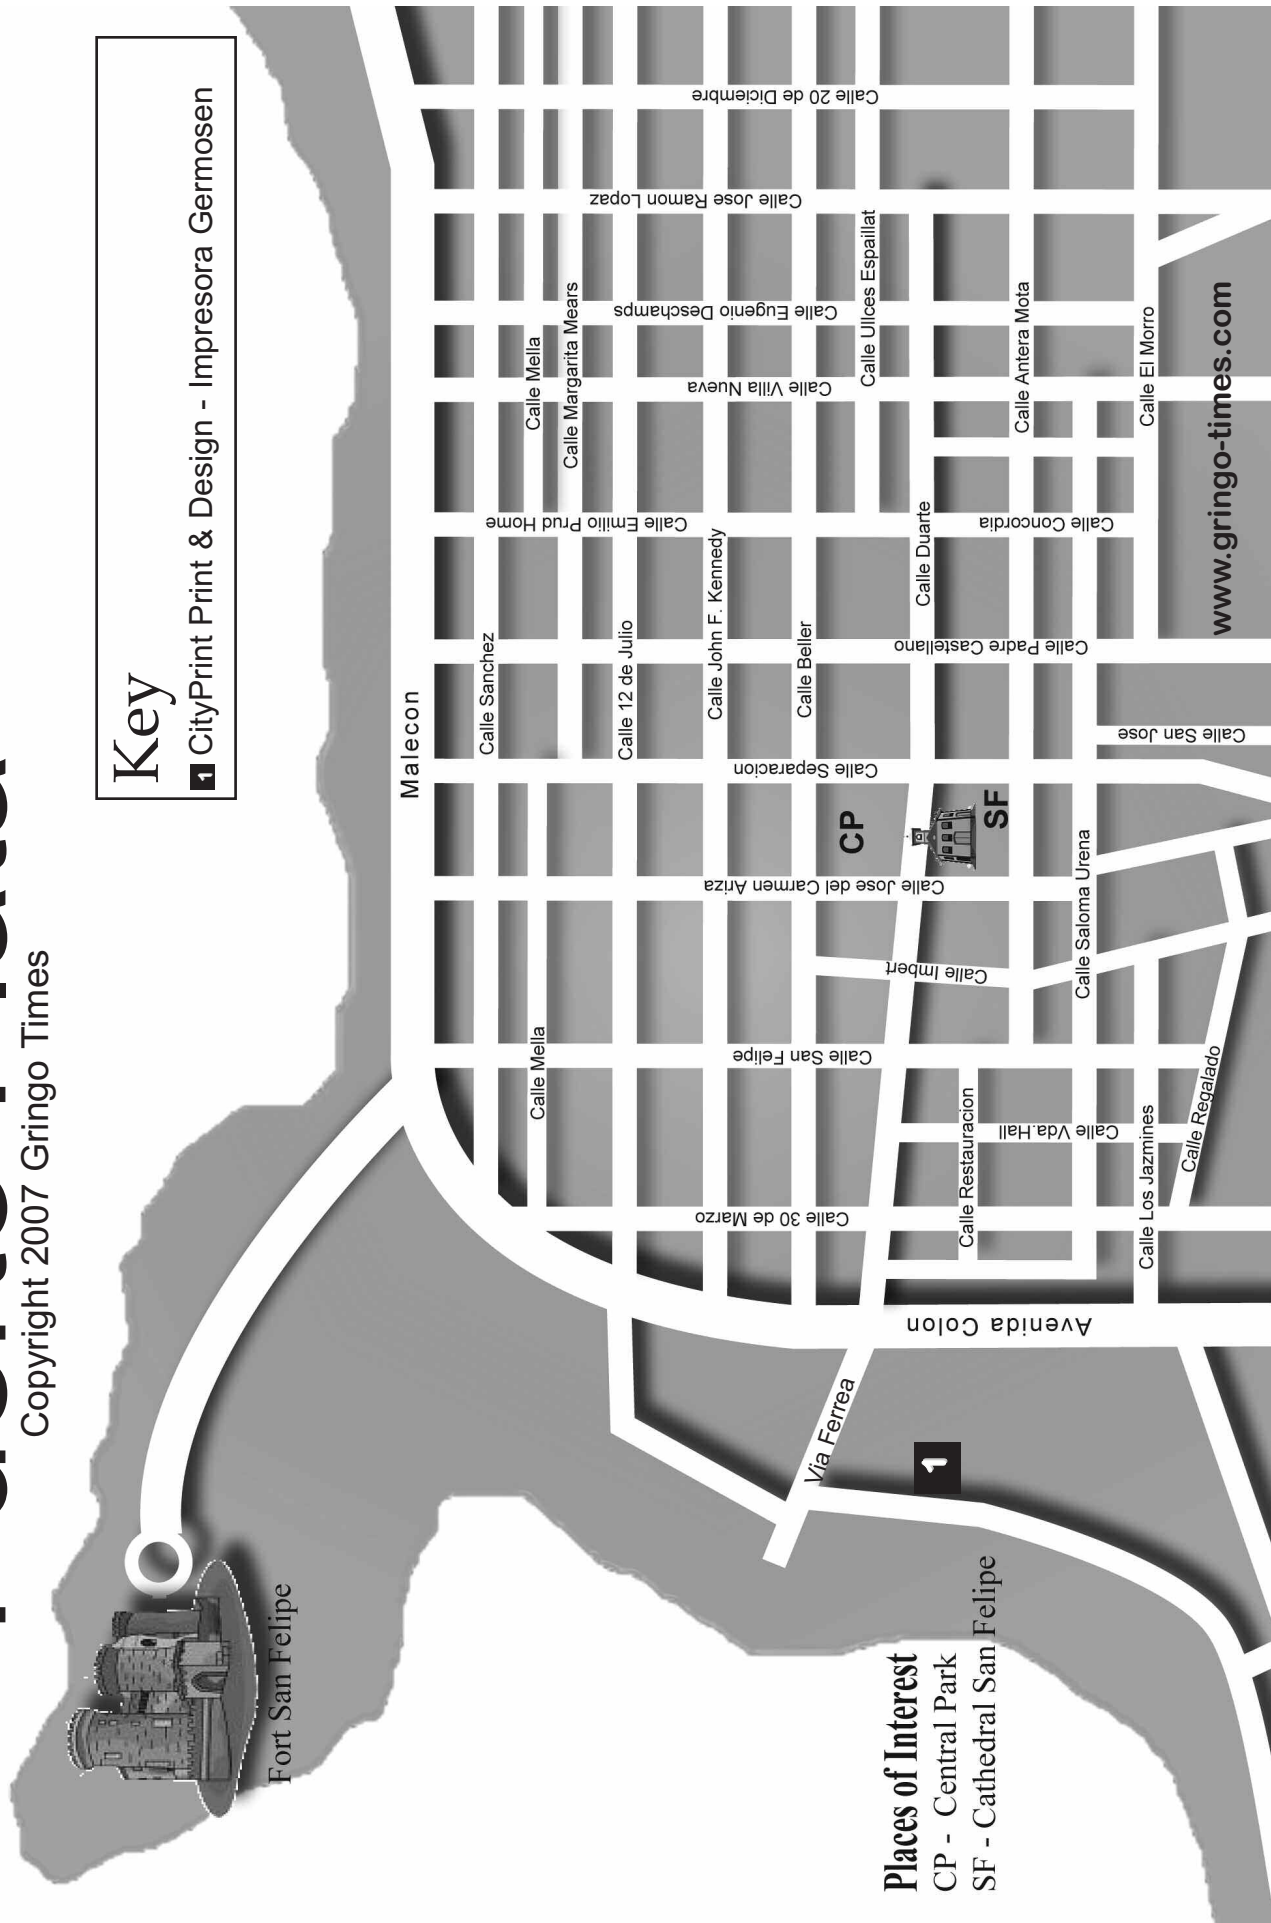 Copyright 2007 Gringo Times
Key
1 CityPrint Print & Design - Impresora Germosen
Fort San Felipe
Malecon
Calle Sanchez
Calle Mella
Calle Mella
Calle Margarita Mears
Calle 12 de Julio
Calle John F. Kennedy
Calle Beller
Calle Ulices Espaillat
Calle Duarte
Calle Antera Mota
Calle El Morro
Calle Saloma Urena
Calle Restauracion
Calle Los Jazmines
Calle Regalado
Via Ferrea
Avenida Colon
Calle 30 de Marzo
Calle Vda.Hall
Calle San Felipe
Calle Imbert
Calle Jose del Carmen Ariza
Calle Separacion
Calle San Jose
Calle Padre Castellano
Calle Emilio Prud Home
Calle Concordia
Calle Villa Nueva
Calle Eugenio Deschamps
Calle Jose Ramon Lopaz
Calle 20 de Diciembre
CP
SF
1
www.gringo-times.com
Places of Interest
CP - Central Park
SF - Cathedral San Felipe